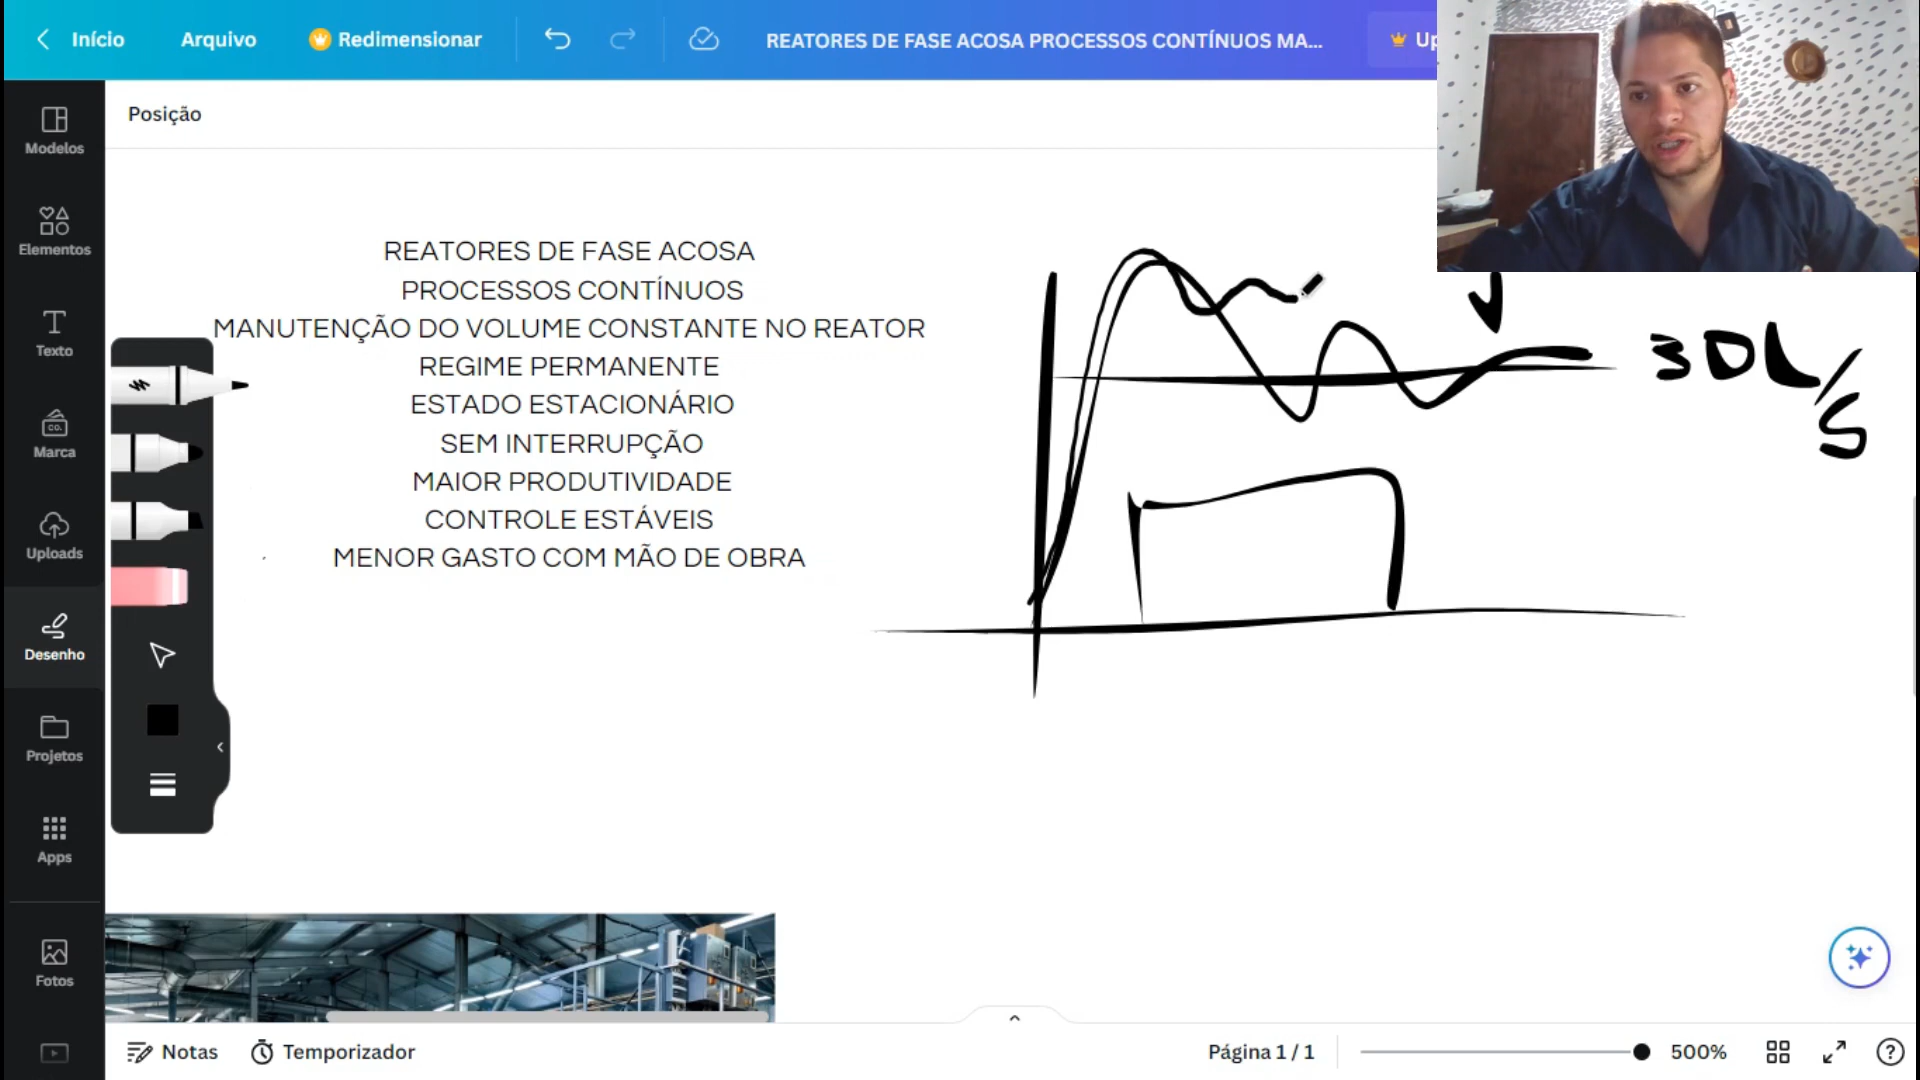 Início
Arquivo
Redimensionar
REATORES DE FASE ACOSA PROCESSOS CONTÍNUOS MA...
Up
Posição
Modelos
Elementos
Texto
Marca
Uploads
Desenho
Projetos
Apps
Fotos
REATORES DE FASE ACOSA
PROCESSOS CONTÍNUOS
MANUTENÇÃO DO VOLUME CONSTANTE NO REATOR
REGIME PERMANENTE
ESTADO ESTACIONÁRIO
SEM INTERRUPÇÃO
MAIOR PRODUTIVIDADE
CONTROLE ESTÁVEIS
MENOR GASTO COM MÃO DE OBRA
30L/S
Notas
Temporizador
Página 1 / 1
500%